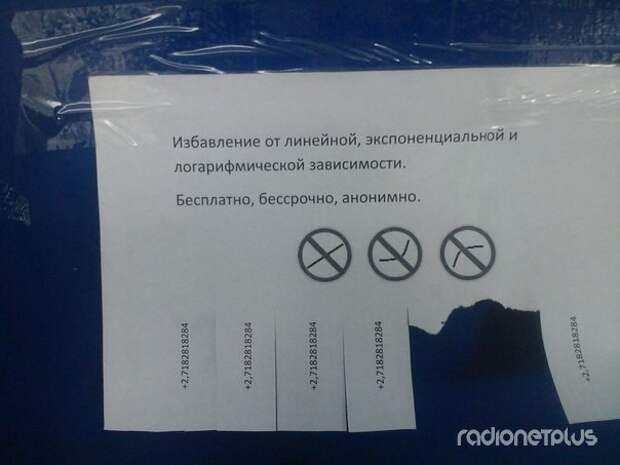 Избавление от линейной, экспоненциальной и
логарифмической зависимости.
Бесплатно, бессрочно, анонимно.
+2,7182818284
+2,7182818284
+2,7182818284
+2,7182818284
+2,7182818284
radionetplus